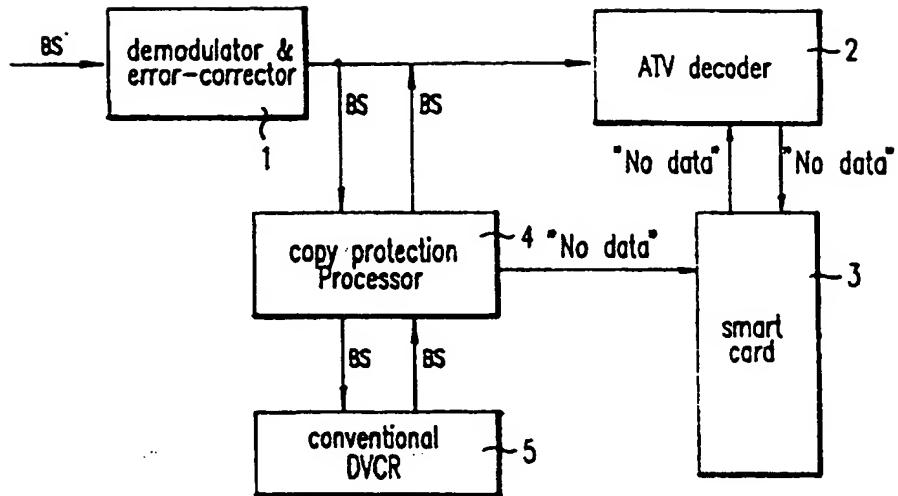 BS'
demodulator &
error-corrector
1
ATV decoder
2
BS
BS
"No data"
"No data"
copy protection
Processor
4
"No data"
smart
card
3
BS
BS
conventional
DVCR
5